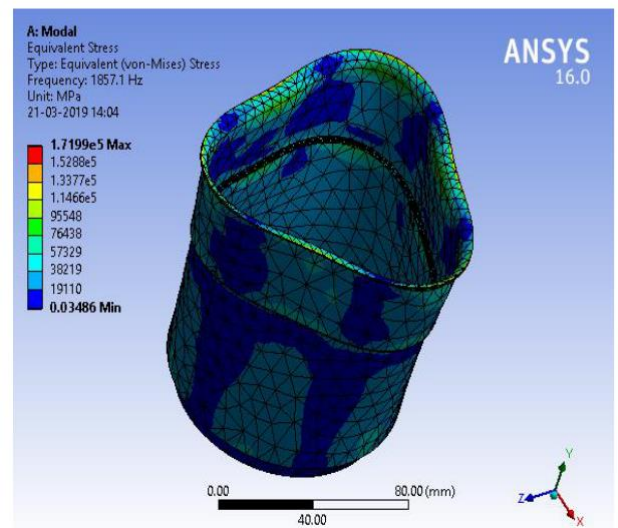 A: Modal
Equivalent Stress
Type: Equivalent (von-Mises) Stress
Frequency: 1857.1 Hz
Unit: MPa
21-03-2019 14:04
1.7199e5 Max
1.5288e5
1.3377e5
1.1466e5
95548
76438
57329
38219
19110
0.03486 Min
ANSYS
16.0
0.00 80.00 (mm)
40.00
Y
Z
X